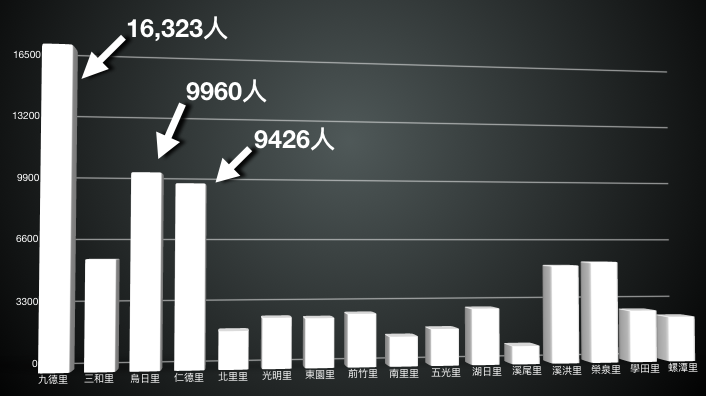 16,323人
9960人
9426人
16500
13200
9900
6600
3300
0
九德里 三和里 烏日里 仁德里 北里里 光明里 東園里 前竹里 南里里 五光里 湖日里 溪尾里 溪洪里 榮泉里 學田里 螺潭里